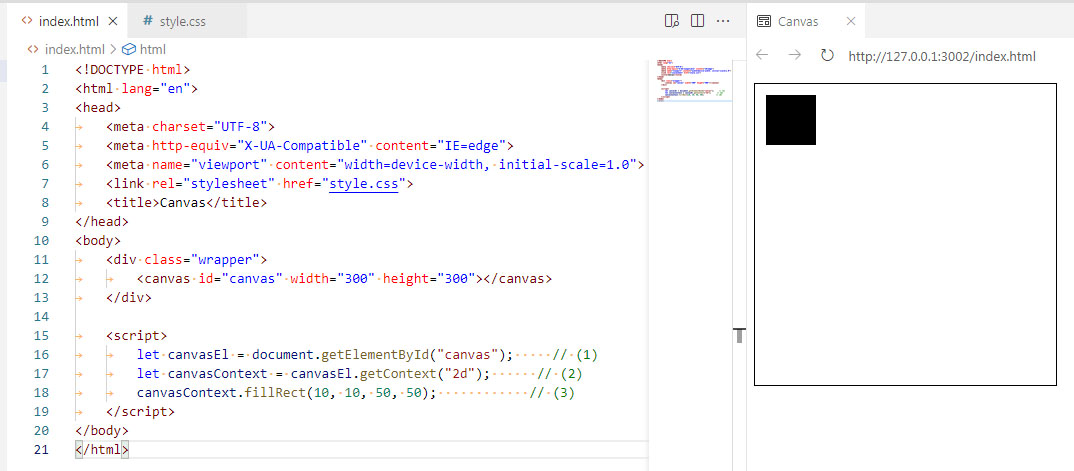 index.html
style.css
Canvas
index.html
html
http://127.0.0.1:3002/index.html
1 <!DOCTYPE html>
2 <html lang="en">
3 <head>
4 <meta charset="UTF-8">
5 <meta http-equiv="X-UA-Compatible" content="IE=edge">
6 <meta name="viewport" content="width=device-width, initial-scale=1.0">
7 <link rel="stylesheet" href="style.css">
8 <title>Canvas</title>
9 </head>
10 <body>
11 <div class="wrapper">
12 <canvas id="canvas" width="300" height="300"></canvas>
13 </div>
14
15 <script>
16 let canvasEl = document.getElementById("canvas"); // (1)
17 let canvasContext = canvasEl.getContext("2d"); // (2)
18 canvasContext.fillRect(10, 10, 50, 50); // (3)
19 </script>
20 </body>
21 </html>